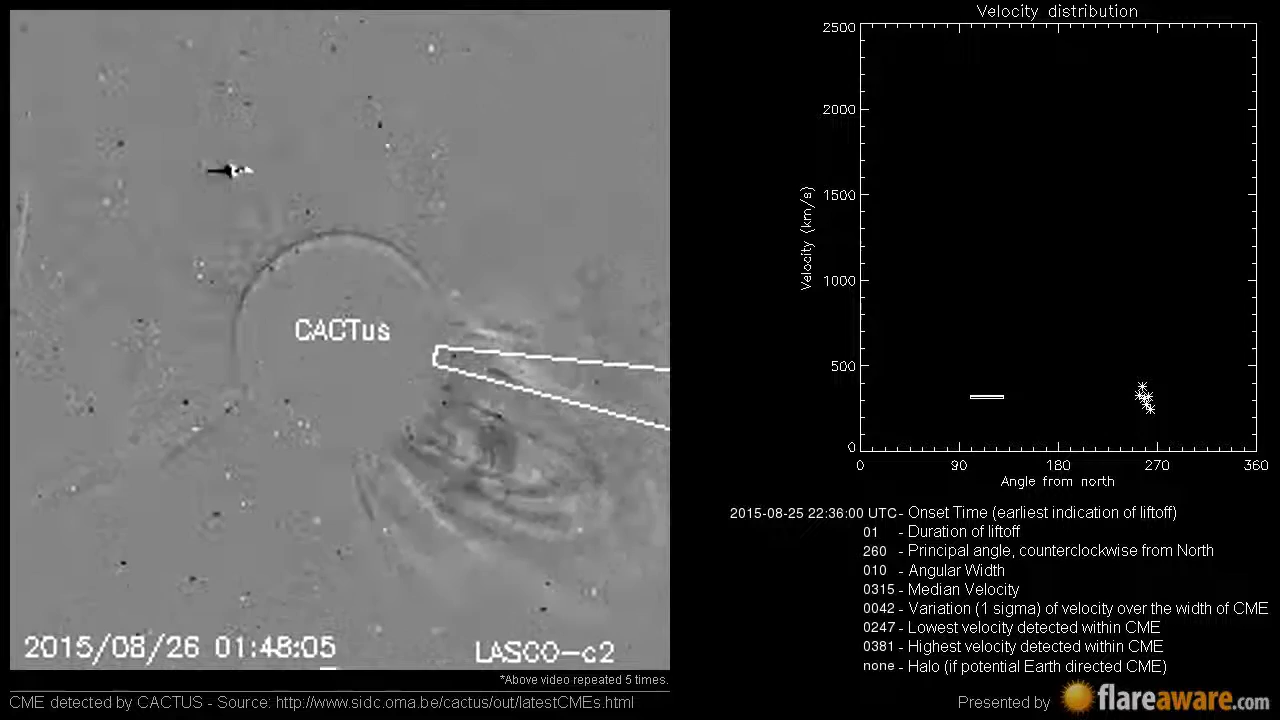 CACTus
2015/08/26 01:48:05
LASCO-c2
*Above video repeated 5 times.
CME detected by CACTUS - Source: http://www.sidc.oma.be/cactus/out/latestCMEs.html
Velocity distribution
2500
2000
1500
1000
500
0
Velocity (km/s)
0 90 180 270 360
Angle from north
2015-08-25 22:36:00 UTC - Onset Time (earliest indication of liftoff)
01 - Duration of liftoff
260 - Principal angle, counterclockwise from North
010 - Angular Width
0315 - Median Velocity
0042 - Variation (1 sigma) of velocity over the width of CME
0247 - Lowest velocity detected within CME
0381 - Highest velocity detected within CME
none - Halo (if potential Earth directed CME)
Presented by flareaware.com